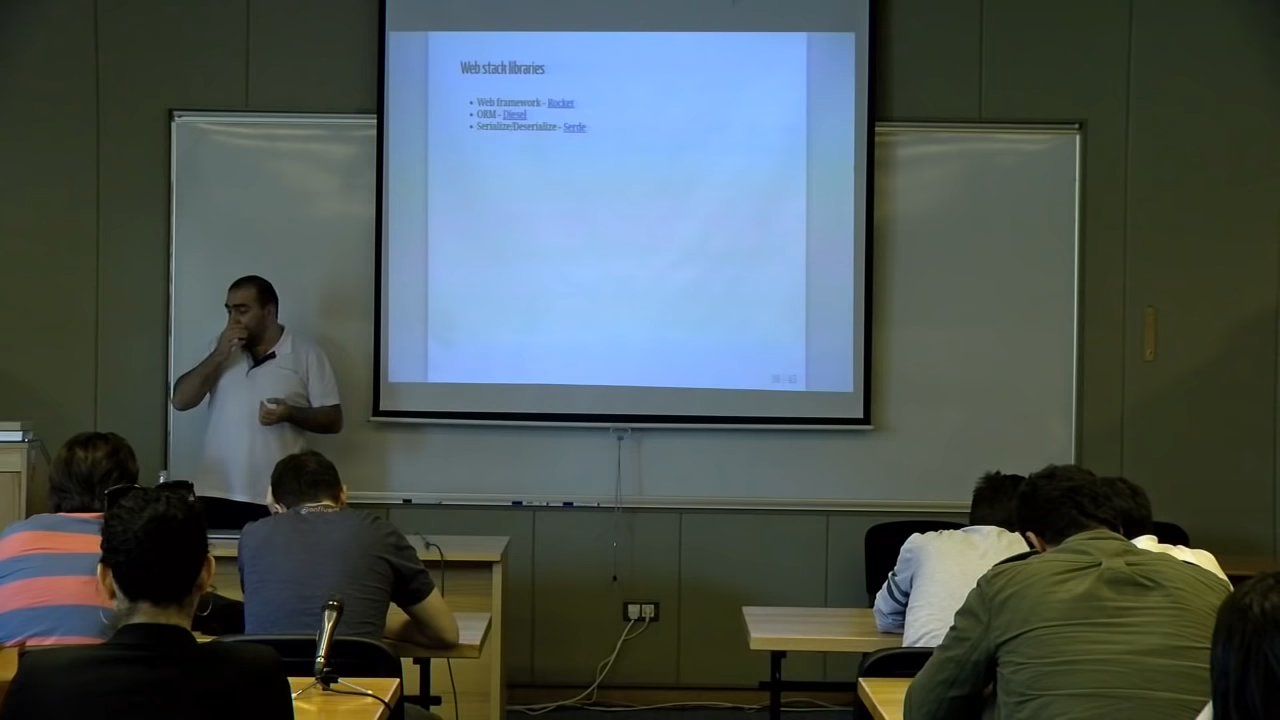 Web stack libraries
• Web framework - Rocket
• ORM - Diesel
• Serialize/Deserialize - Serde